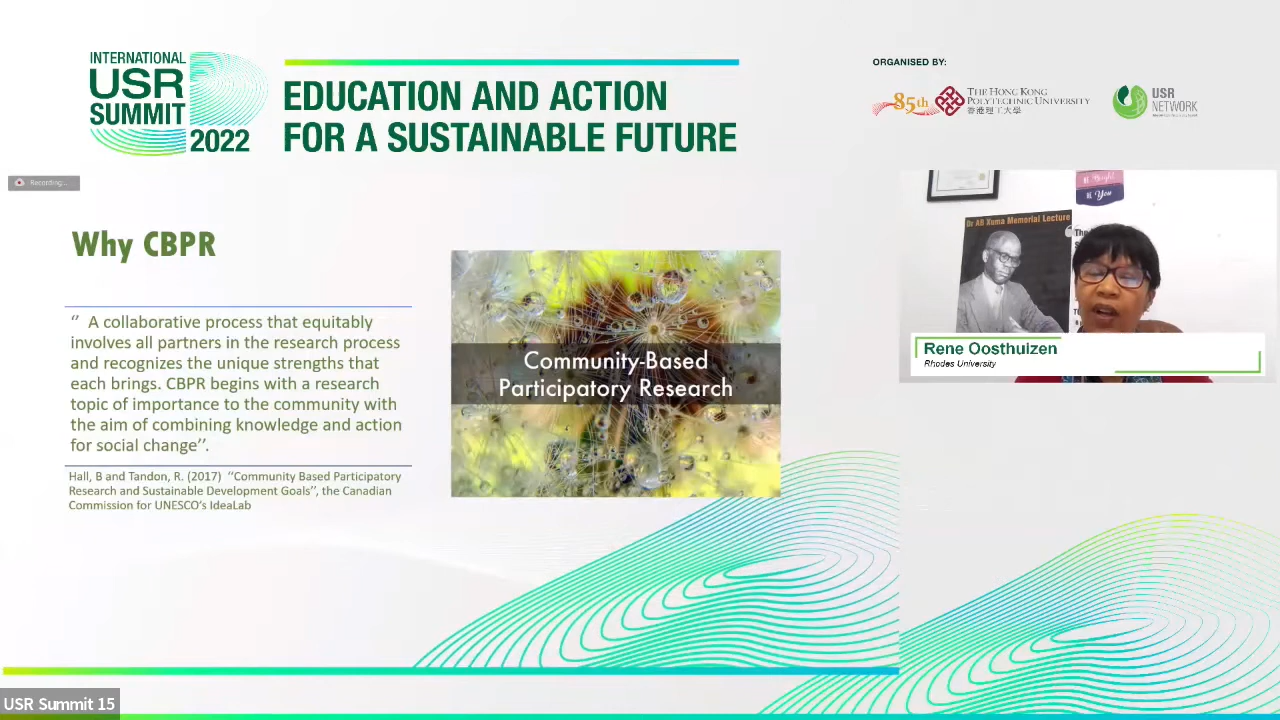 INTERNATIONAL
USR
SUMMIT
2022
EDUCATION AND ACTION
FOR A SUSTAINABLE FUTURE
ORGANISED BY:
85th
THE HONG KONG
POLYTECHNIC UNIVERSITY
香港理工大學
USR
NETWORK
Recording...
Why CBPR
“ A collaborative process that equitably
involves all partners in the research process
and recognizes the unique strengths that
each brings. CBPR begins with a research
topic of importance to the community with
the aim of combining knowledge and action
for social change’’.
Hall, B and Tandon, R. (2017) ‘‘Community Based Participatory
Research and Sustainable Development Goals’’, the Canadian
Commission for UNESCO’s IdeaLab
Community-Based
Participatory Research
Be Bright
Be You
Dr AB Xuma Memorial Lecture
Rene Oosthuizen
Rhodes University
USR Summit 15